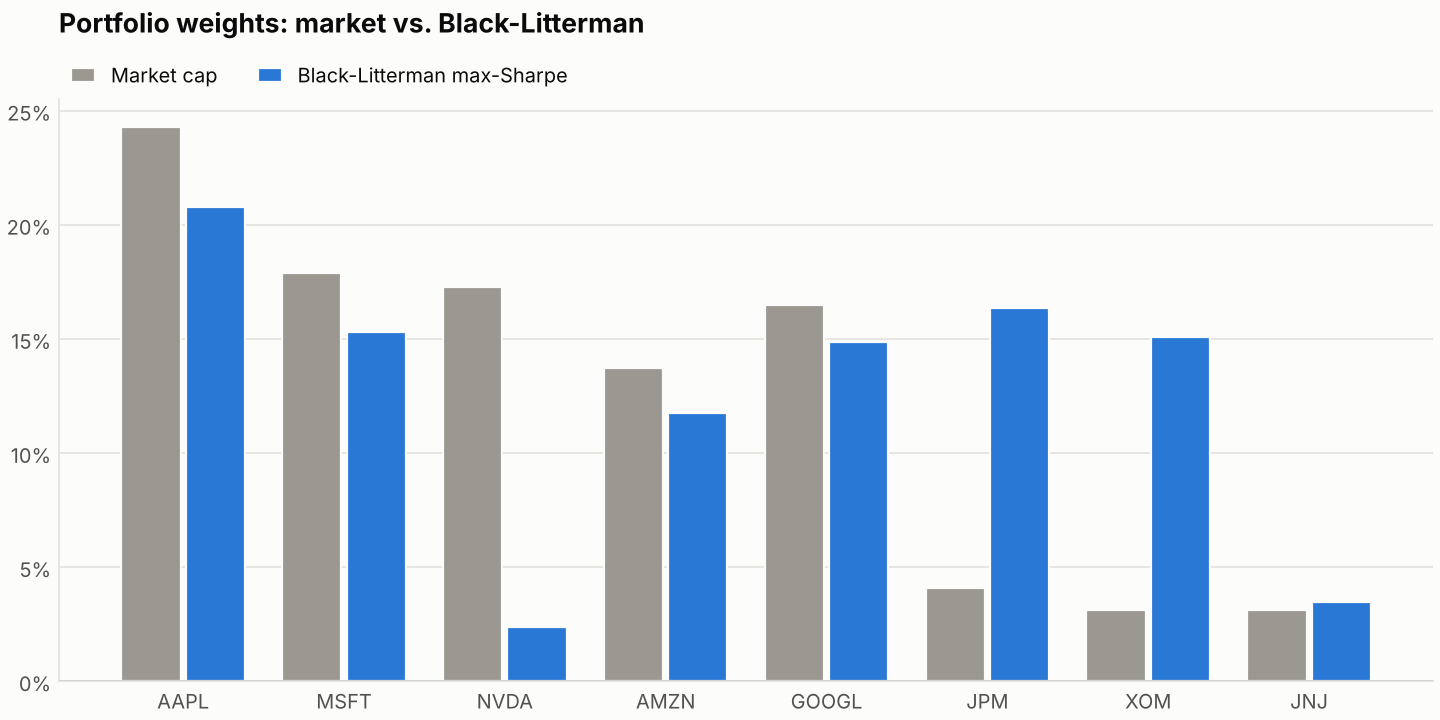 Portfolio weights: market vs. Black-Litterman
Market cap Black-Litterman max-Sharpe
25%
20%
15%
10%
5%
0%
AAPL MSFT NVDA AMZN GOOGL JPM XOM JNJ